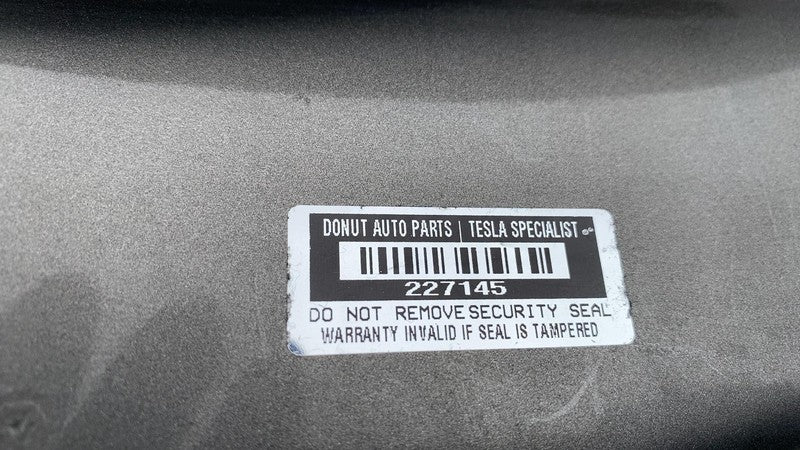 DONUT AUTO PARTS | TESLA SPECIALIST
227145
DO NOT REMOVE SECURITY SEAL
WARRANTY INVALID IF SEAL IS TAMPERED